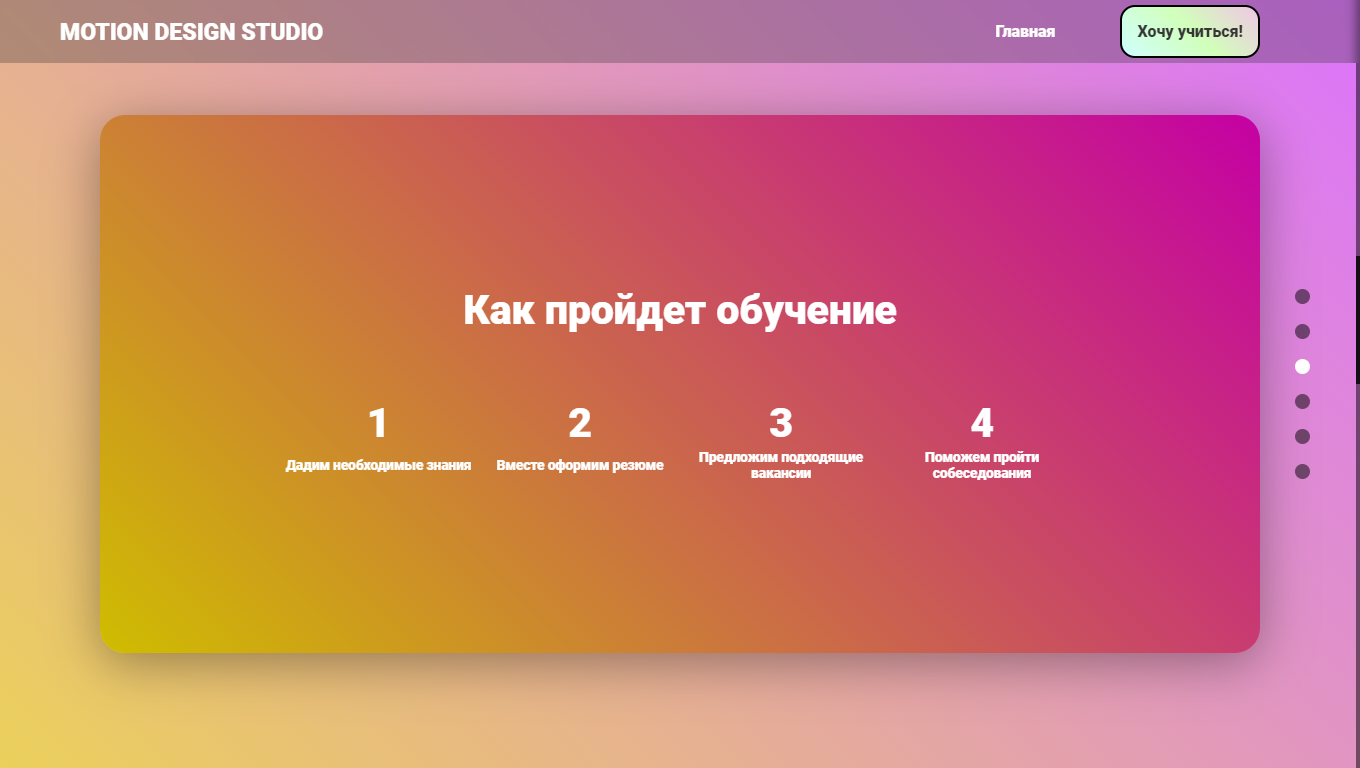 MOTION DESIGN STUDIO
Главная
Хочу учиться!
Как пройдет обучение
1
Дадим необходимые знания
2
Вместе оформим резюме
3
Предложим подходящие
вакансии
4
Поможем пройти
собеседования